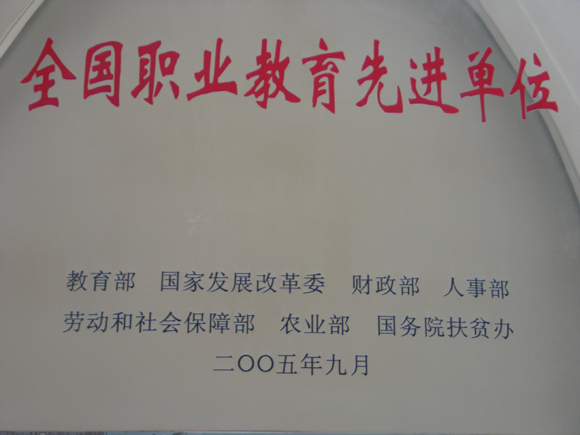 全国职业教育先进单位
教育部 国家发展改革委 财政部 人事部
劳动和社会保障部 农业部 国务院扶贫办
二〇〇五年九月